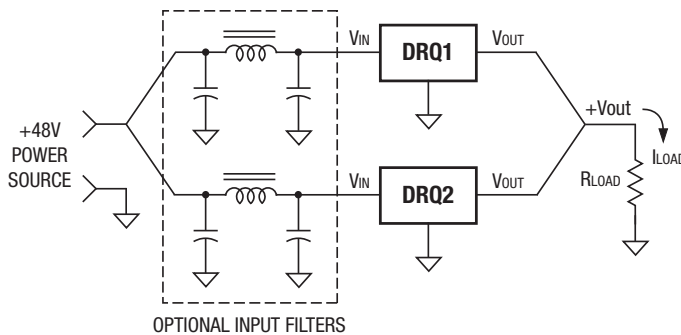 VIN
DRQ1
VOUT
+48V
POWER
SOURCE
+Vout
ILOAD
RLOAD
VIN
DRQ2
VOUT
OPTIONAL INPUT FILTERS